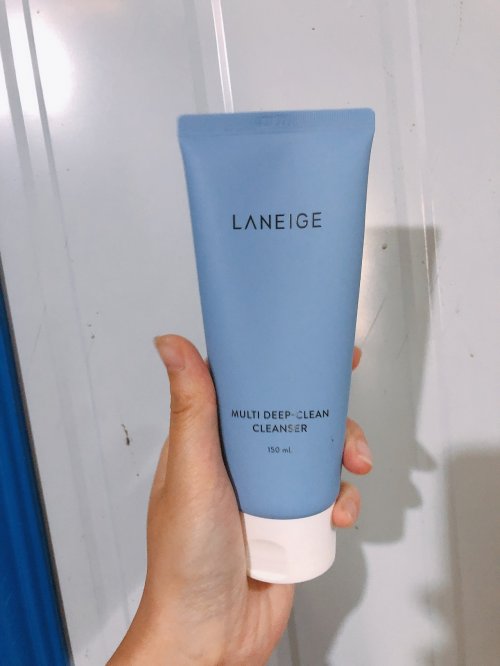 LANEIGE
MULTI DEEP-CLEAN
CLEANSER
150 mL